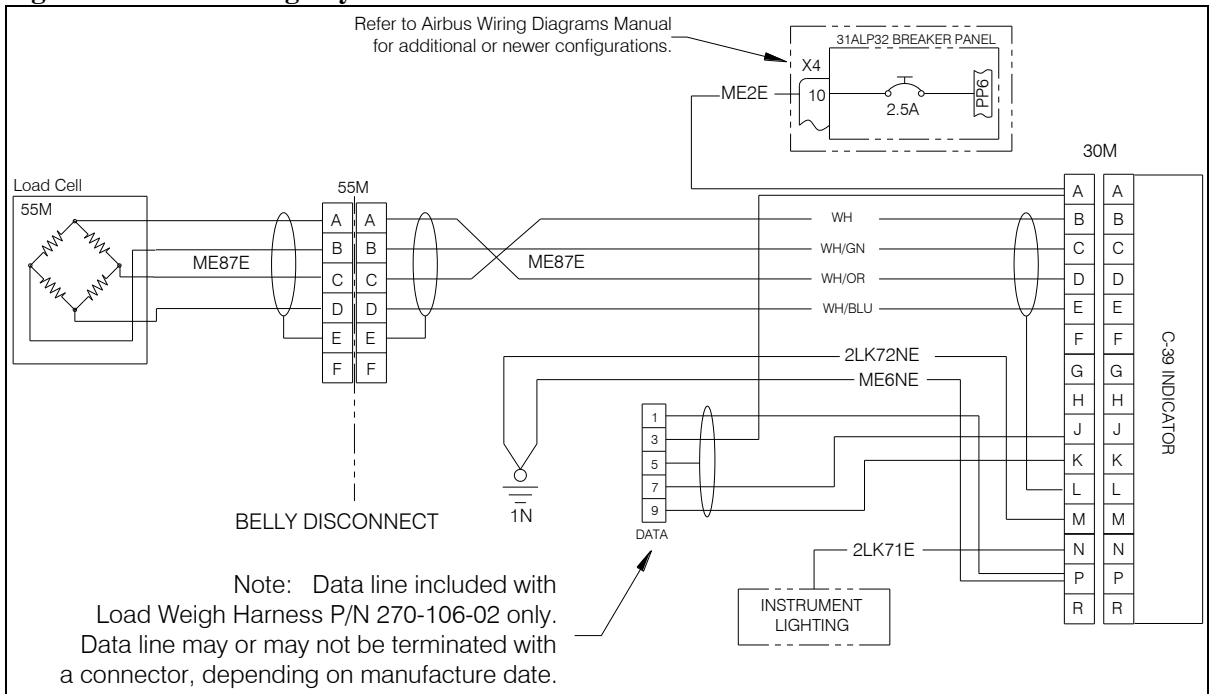 Refer to Airbus Wiring Diagrams Manual
for additional or newer configurations.
31ALP32 BREAKER PANEL
X4
10
2.5A
PP6
ME2E
30M
Load Cell
55M
55M
A A
B B
C C
D D
E E
F F
ME87E
ME87E
WH
WH/GN
WH/OR
WH/BLU
A A
B B
C C
D D
E E
F F
G G
H H
J J
K K
L L
M M
N N
P P
R R
C-39 INDICATOR
2LK72NE
ME6NE
1
3
5
7
9
DATA
1N
BELLY DISCONNECT
2LK71E
INSTRUMENT
LIGHTING
Note: Data line included with
Load Weigh Harness P/N 270-106-02 only.
Data line may or may not be terminated with
a connector, depending on manufacture date.